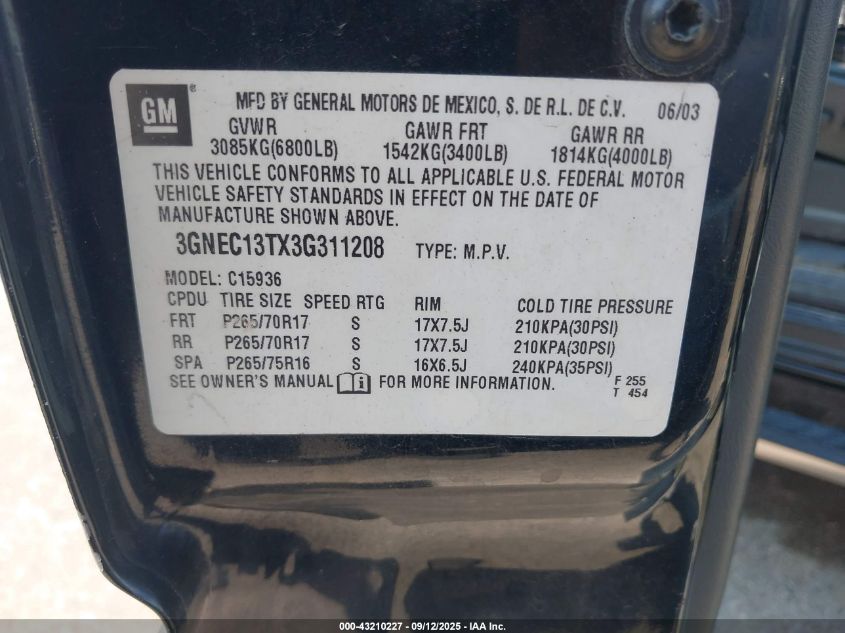 GM ® MFD BY GENERAL MOTORS DE MEXICO, S. DE R.L. DE C.V. 06/03
GVWR GAWR FRT GAWR RR
3085KG(6800LB) 1542KG(3400LB) 1814KG(4000LB)
THIS VEHICLE CONFORMS TO ALL APPLICABLE U.S. FEDERAL MOTOR
VEHICLE SAFETY STANDARDS IN EFFECT ON THE DATE OF
MANUFACTURE SHOWN ABOVE.
3GNEC13TX3G311208 TYPE: M.P.V.
MODEL: C15936
CPDU TIRE SIZE SPEED RTG RIM COLD TIRE PRESSURE
FRT P265/70R17 S 17X7.5J 210KPA(30PSI)
RR P265/70R17 S 17X7.5J 210KPA(30PSI)
SPA P265/75R16 S 16X6.5J 240KPA(35PSI)
SEE OWNER'S MANUAL i FOR MORE INFORMATION. F 255
T 454
000-43210227 - 09/12/2025 - IAA Inc.